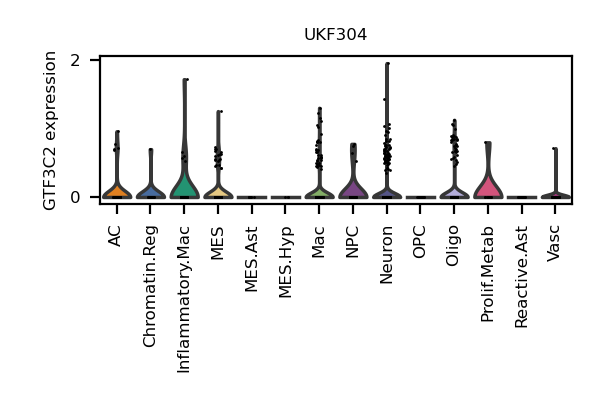 UKF304
GTF3C2 expression
2
0
AC
Chromatin.Reg
Inflammatory.Mac
MES
MES.Ast
MES.Hyp
Mac
NPC
Neuron
OPC
Oligo
Prolif.Metab
Reactive.Ast
Vasc